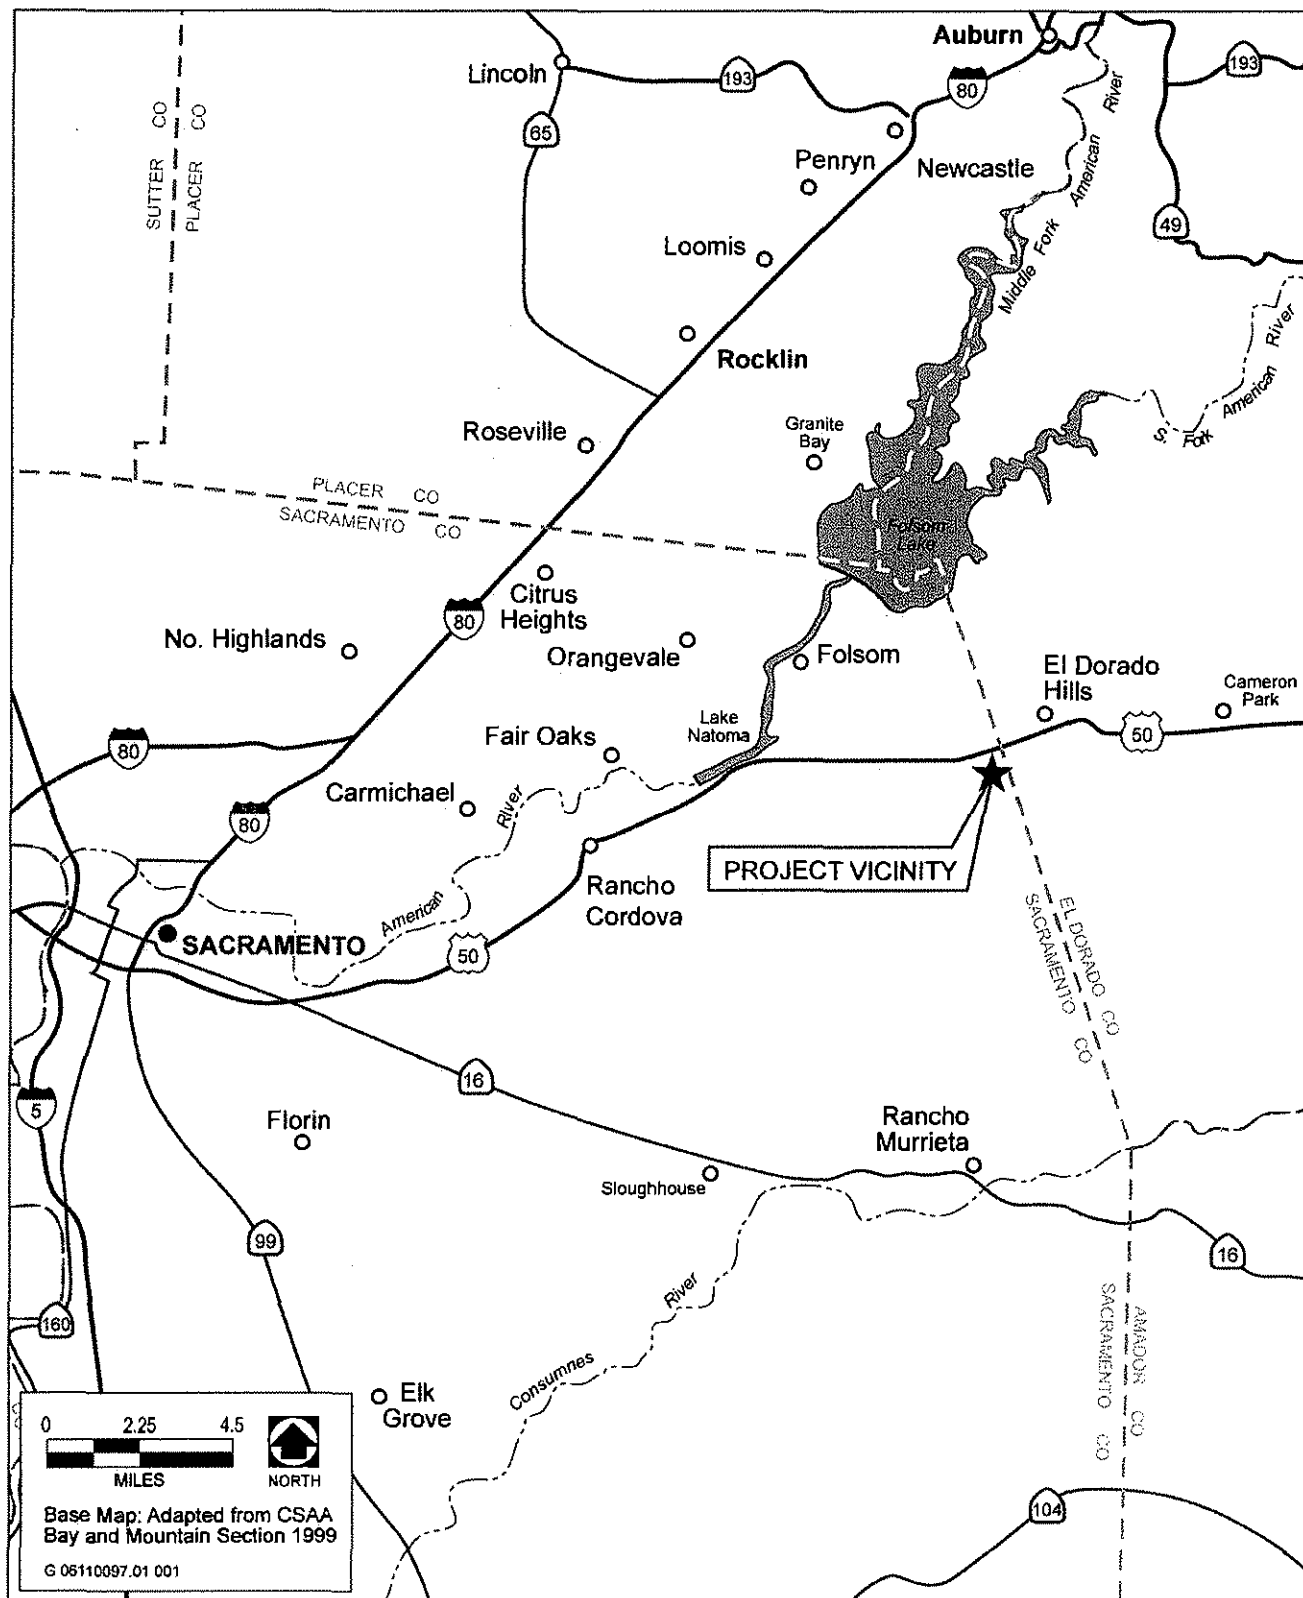 Auburn
Lincoln
193
80
193
65
River
SUTTER CO
PLACER CO
Penryn
Newcastle
American
49
Loomis
Fork
Middle
River
Rocklin
American
Roseville
Granite
Bay
S. Fork
PLACER CO
SACRAMENTO CO
Folsom
Lake
Citrus
Heights
80
No. Highlands
Orangevale
Folsom
El Dorado
Hills
Cameron
Park
Lake
Natoma
50
80
Fair Oaks
Carmichael
River
80
PROJECT VICINITY
Rancho
Cordova
American
SACRAMENTO
50
EL DORADO CO
SACRAMENTO CO
16
5
Florin
Rancho
Murrieta
Sloughhouse
99
16
River
160
AMADOR CO
SACRAMENTO CO
Consumnes
Elk
Grove
0 2.25 4.5
MILES
NORTH
104
Base Map: Adapted from CSAA
Bay and Mountain Section 1999
G 06110097.01 001